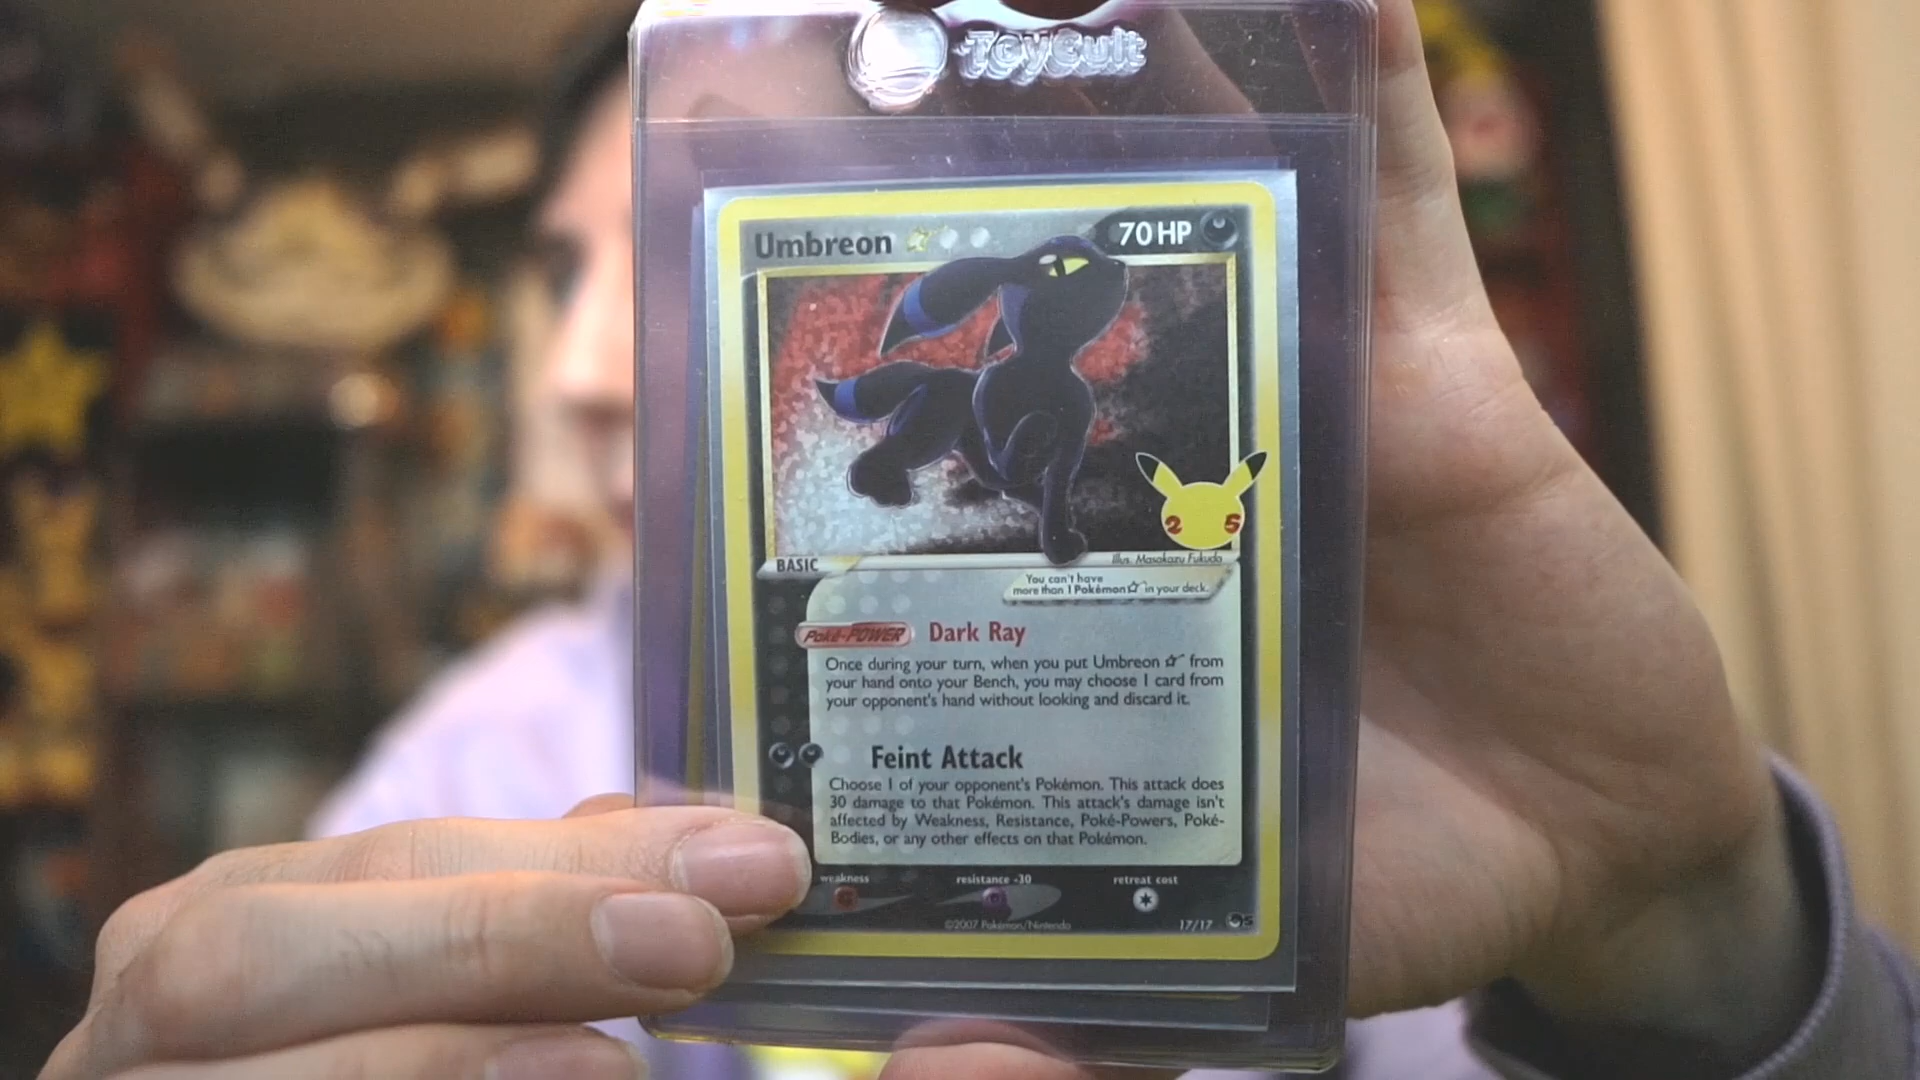 ToyCult
Umbreon
70 HP
2 5
BASIC
Illus. Masakazu Fukuda
You can't have
more than 1 Pokémon☆ in your deck.
Poké-POWER Dark Ray
Once during your turn, when you put Umbreon ☆ from
your hand onto your Bench, you may choose 1 card from
your opponent's hand without looking and discard it.
Feint Attack
Choose 1 of your opponent's Pokémon. This attack does
30 damage to that Pokémon. This attack's damage isn't
affected by Weakness, Resistance, Poké-Powers, Poké-
Bodies, or any other effects on that Pokémon.
weakness resistance -30 retreat cost
©2007 Pokémon/Nintendo 17/17